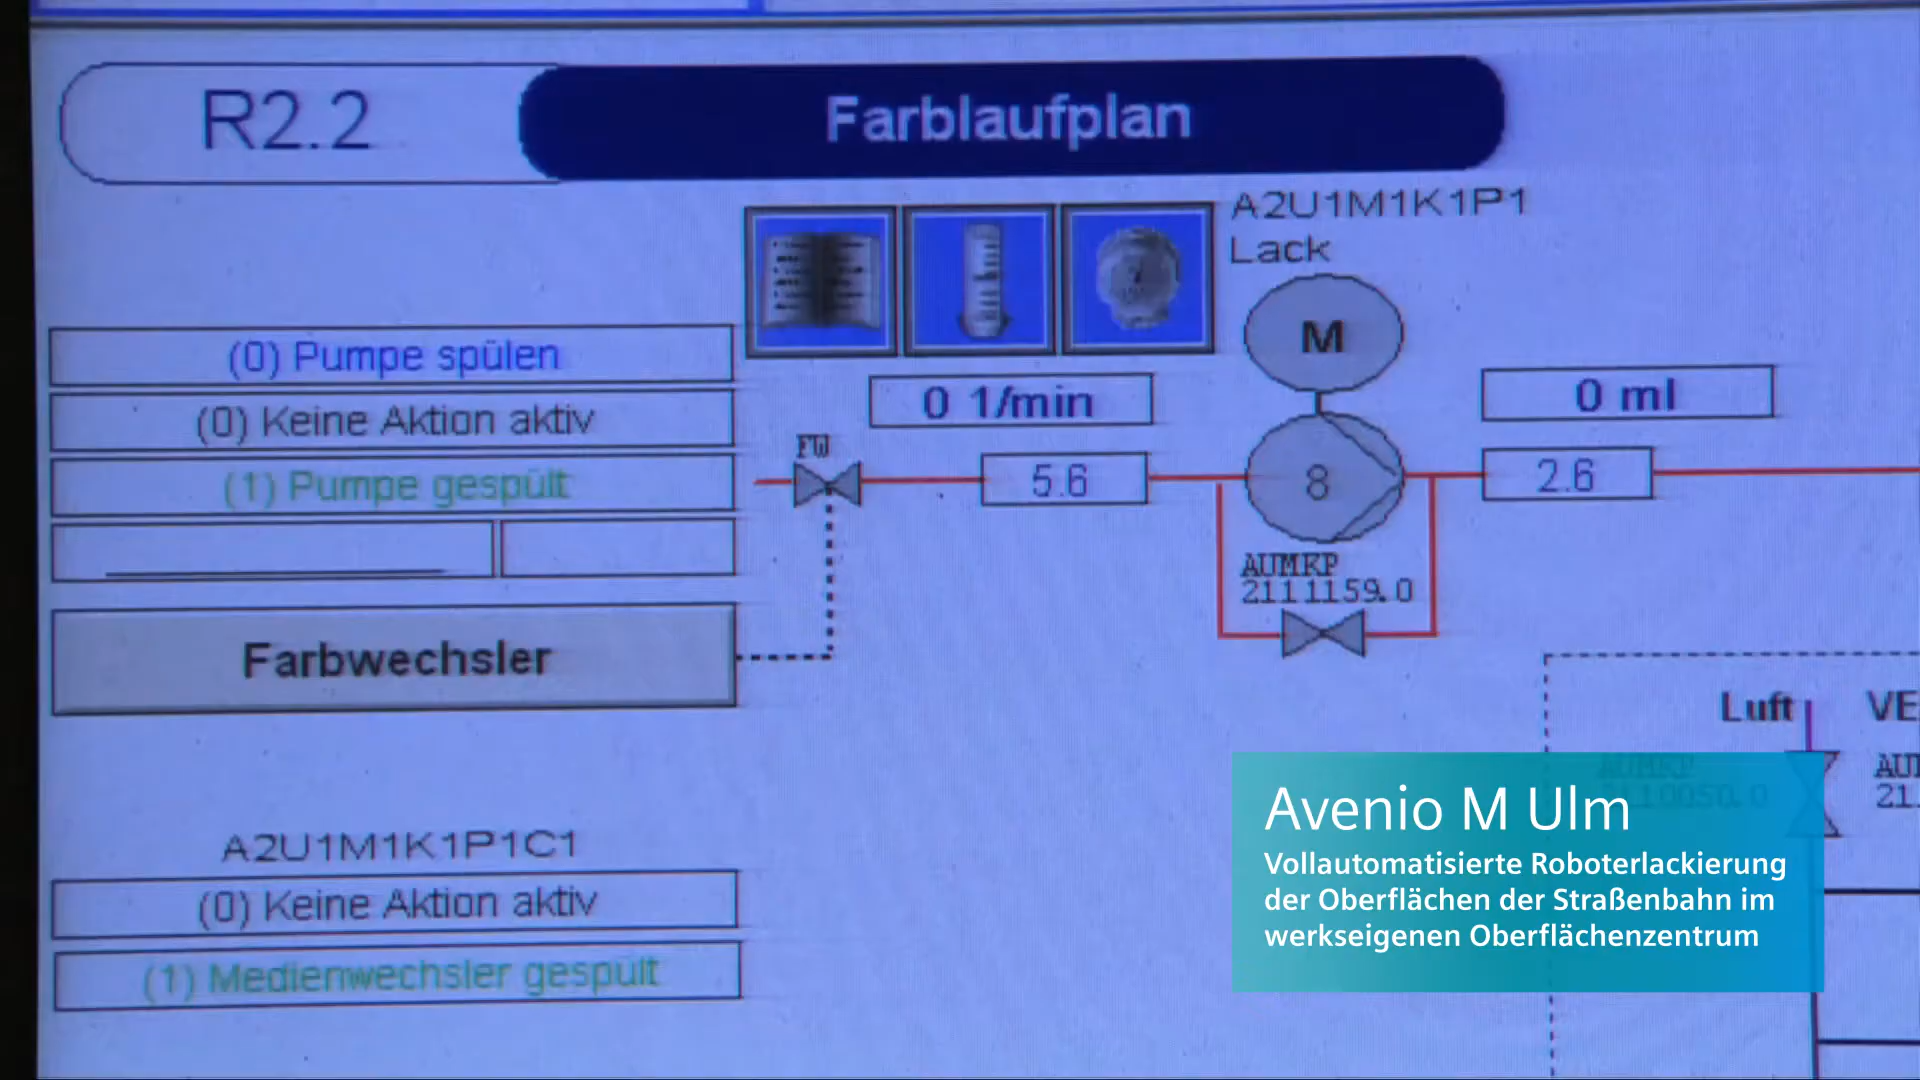 R2.2
Farblaufplan
A2U1M1K1P1
Lack
M
(0) Pumpe spülen
(0) Keine Aktion aktiv
(1) Pumpe gespült
0 1/min
0 ml
FW
5.6
8
2.6
AUMKP
2111159.0
Farbwechsler
Luft
VE
A2U1M1K1P1C1
(0) Keine Aktion aktiv
(1) Medienwechsler gespült
Avenio M Ulm
Vollautomatisierte Roboterlackierung
der Oberflächen der Straßenbahn im
werkseigenen Oberflächenzentrum